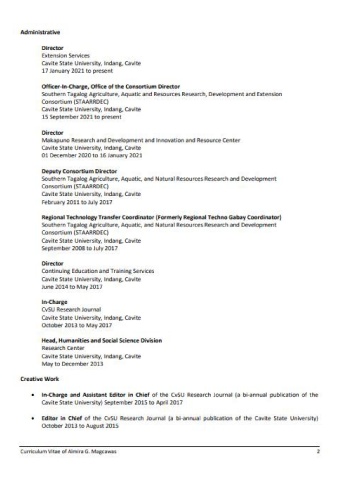 Administrative
Director
Extension Services
Cavite State University, Indang, Cavite
17 January 2021 to present
Officer-In-Charge, Office of the Consortium Director
Southern Tagalog Agriculture, Aquatic and Resources Research, Development and Extension
Consortium (STAARRDEC)
Cavite State University, Indang, Cavite
15 September 2021 to present
Director
Makapuno Research and Development and Innovation and Resource Center
Cavite State University, Indang, Cavite
01 December 2020 to 16 January 2021
Deputy Consortium Director
Southern Tagalog Agriculture, Aquatic, and Natural Resources Research and Development
Consortium (STAARRDEC)
Cavite State University, Indang, Cavite
February 2011 to July 2017
Regional Technology Transfer Coordinator (Formerly Regional Techno Gabay Coordinator)
Southern Tagalog Agriculture, Aquatic, and Natural Resources Research and Development
Consortium (STAARRDEC)
Cavite State University, Indang, Cavite
September 2008 to July 2017
Director
Continuing Education and Training Services
Cavite State University, Indang, Cavite
June 2014 to May 2017
In-Charge
CvSU Research Journal
Cavite State University, Indang, Cavite
October 2013 to May 2017
Head, Humanities and Social Science Division
Research Center
Cavite State University, Indang, Cavite
May to December 2013
Creative Work
• In-Charge and Assistant Editor in Chief of the CvSU Research Journal (a bi-annual publication of the
Cavite State University) September 2015 to April 2017
• Editor in Chief of the CvSU Research Journal (a bi-annual publication of the Cavite State University)
October 2013 to August 2015
Curriculum Vitae of Almira G. Magcawas 2